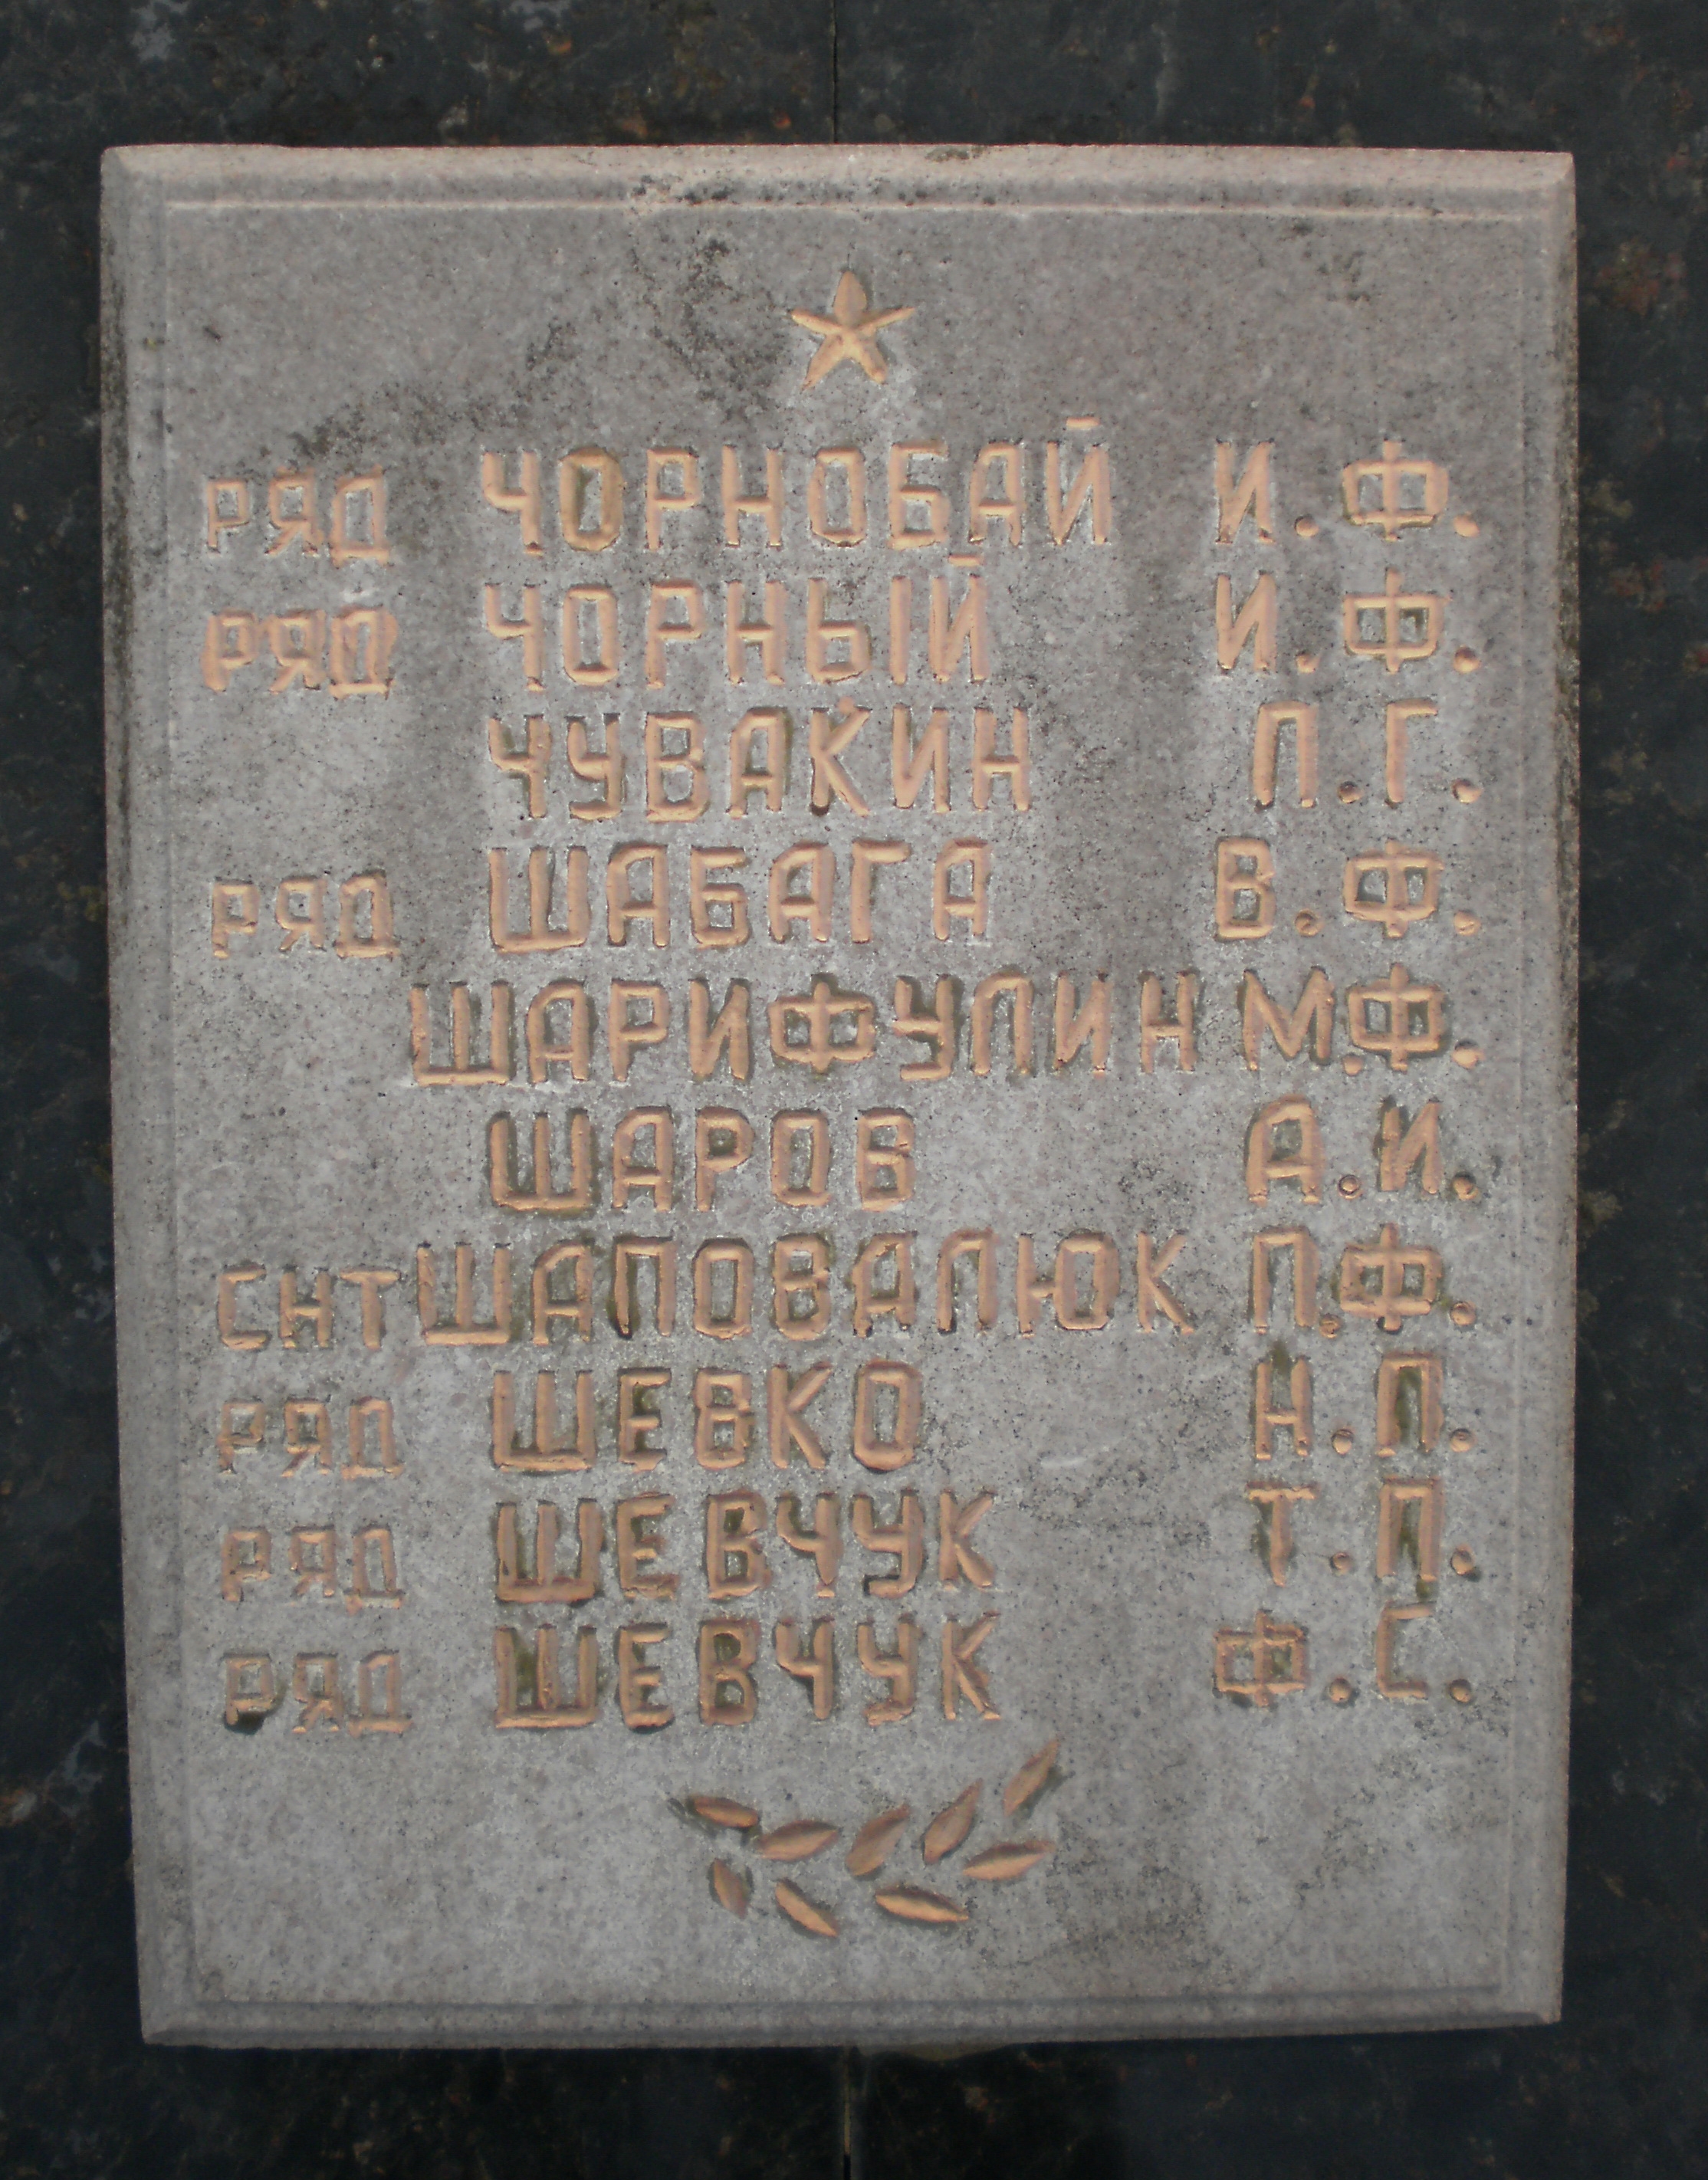 РЯД ЧОРНОБАЙ И.Ф.
РЯД ЧОРНЫЙ И.Ф.
ЧУВАКИН П.Г.
РЯД ШАБАГА В.Ф.
ШАРИФУЛИН М.Ф.
ШАРОВ А.И.
СНТ ШАПОВАЛЮК П.Ф.
РЯД ШЕВКО Н.П.
РЯД ШЕВЧУК Т.П.
РЯД ШЕВЧУК Ф.С.